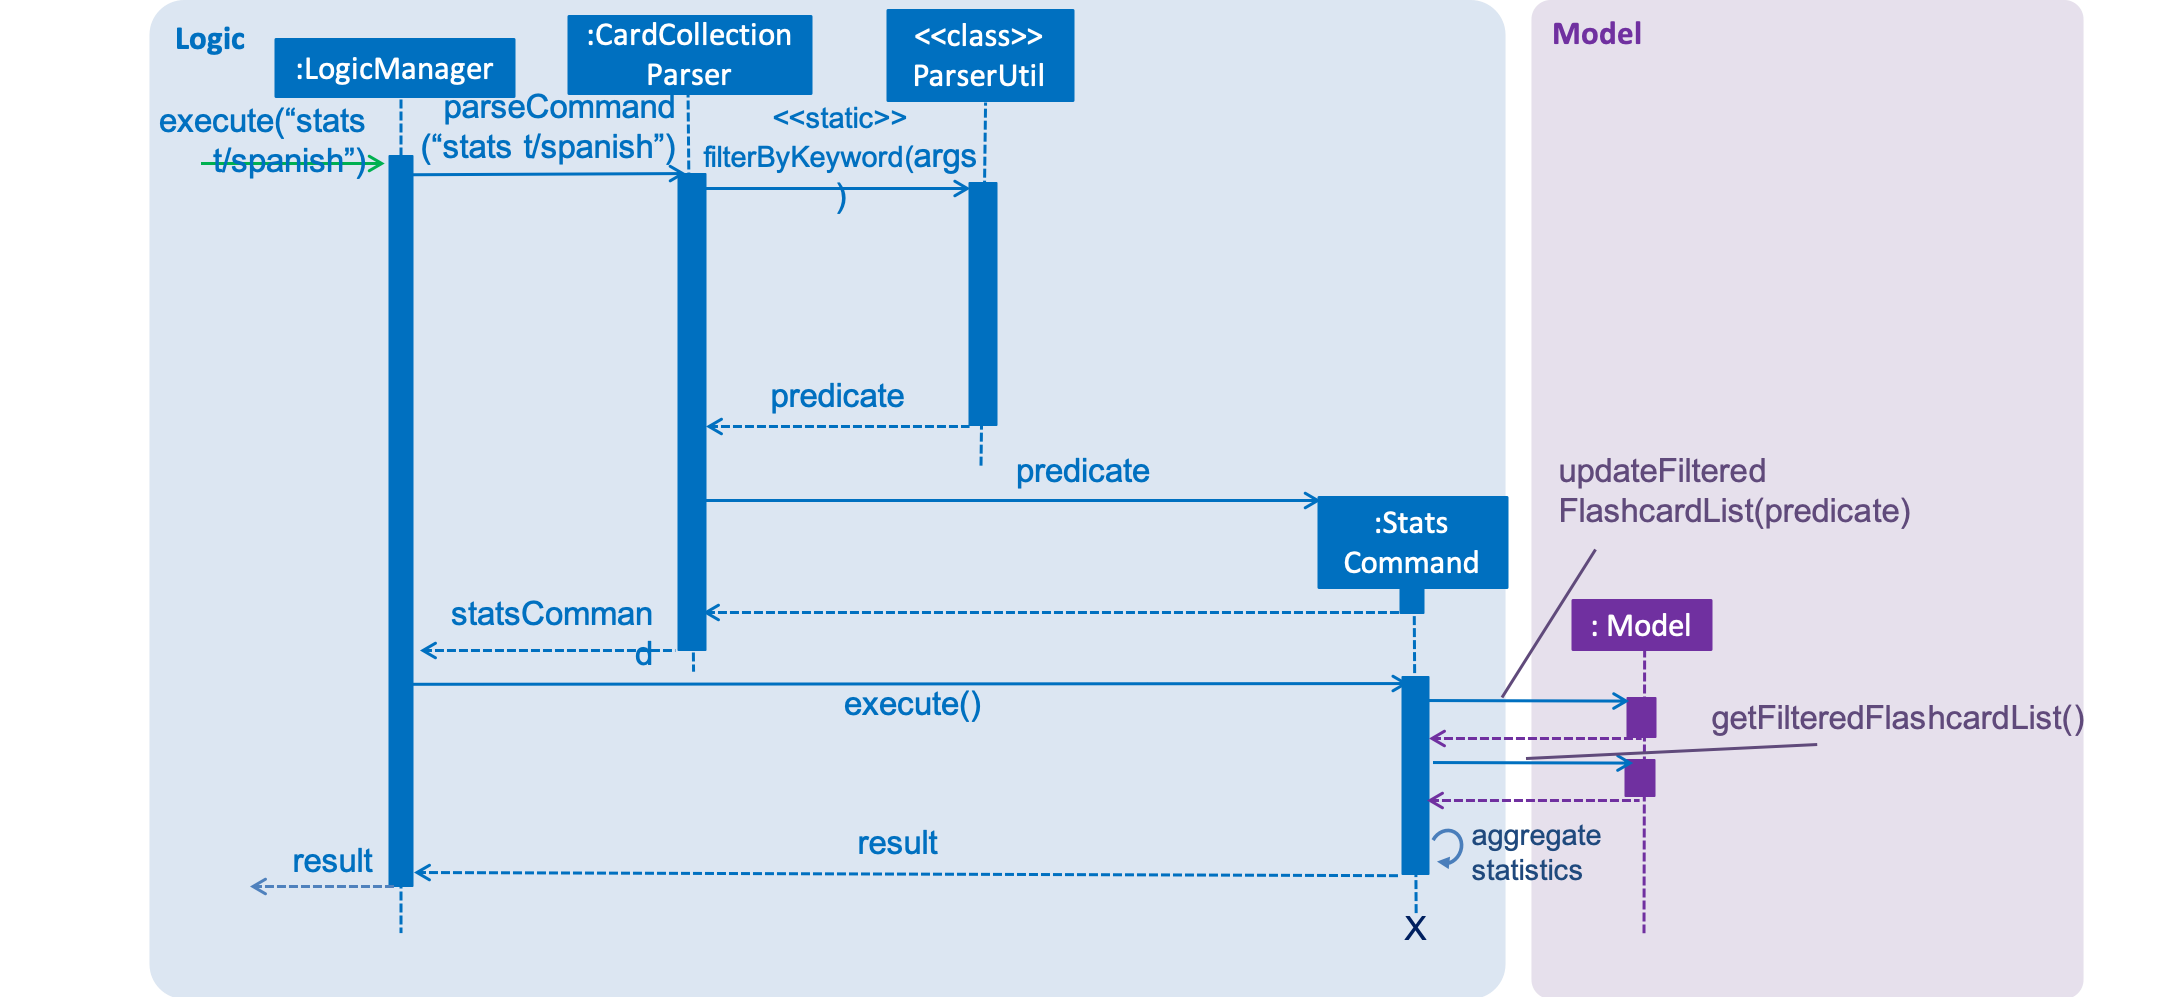 Logic
:LogicManager
:CardCollection
Parser
<<class>>
ParserUtil
Model
execute(“stats
t/spanish”)
parseCommand
(“stats t/spanish”)
<<static>>
filterByKeyword(args
)
predicate
predicate
:Stats
Command
updateFiltered
FlashcardList(predicate)
statsComman
d
: Model
execute()
getFilteredFlashcardList()
result
result
aggregate
statistics
X